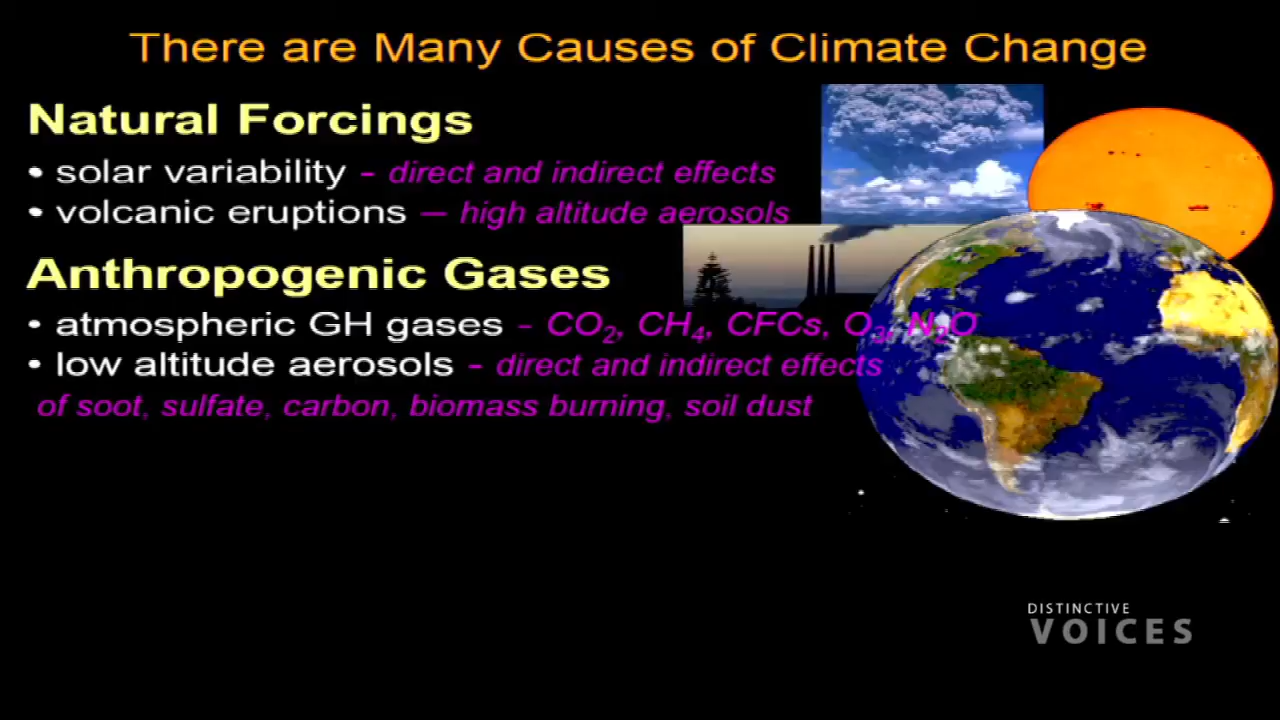 There are Many Causes of Climate Change
Natural Forcings
• solar variability - direct and indirect effects
• volcanic eruptions — high altitude aerosols
Anthropogenic Gases
• atmospheric GH gases - CO₂, CH₄, CFCs, O₃, N₂O
• low altitude aerosols - direct and indirect effects
of soot, sulfate, carbon, biomass burning, soil dust
DISTINCTIVE
VOICES